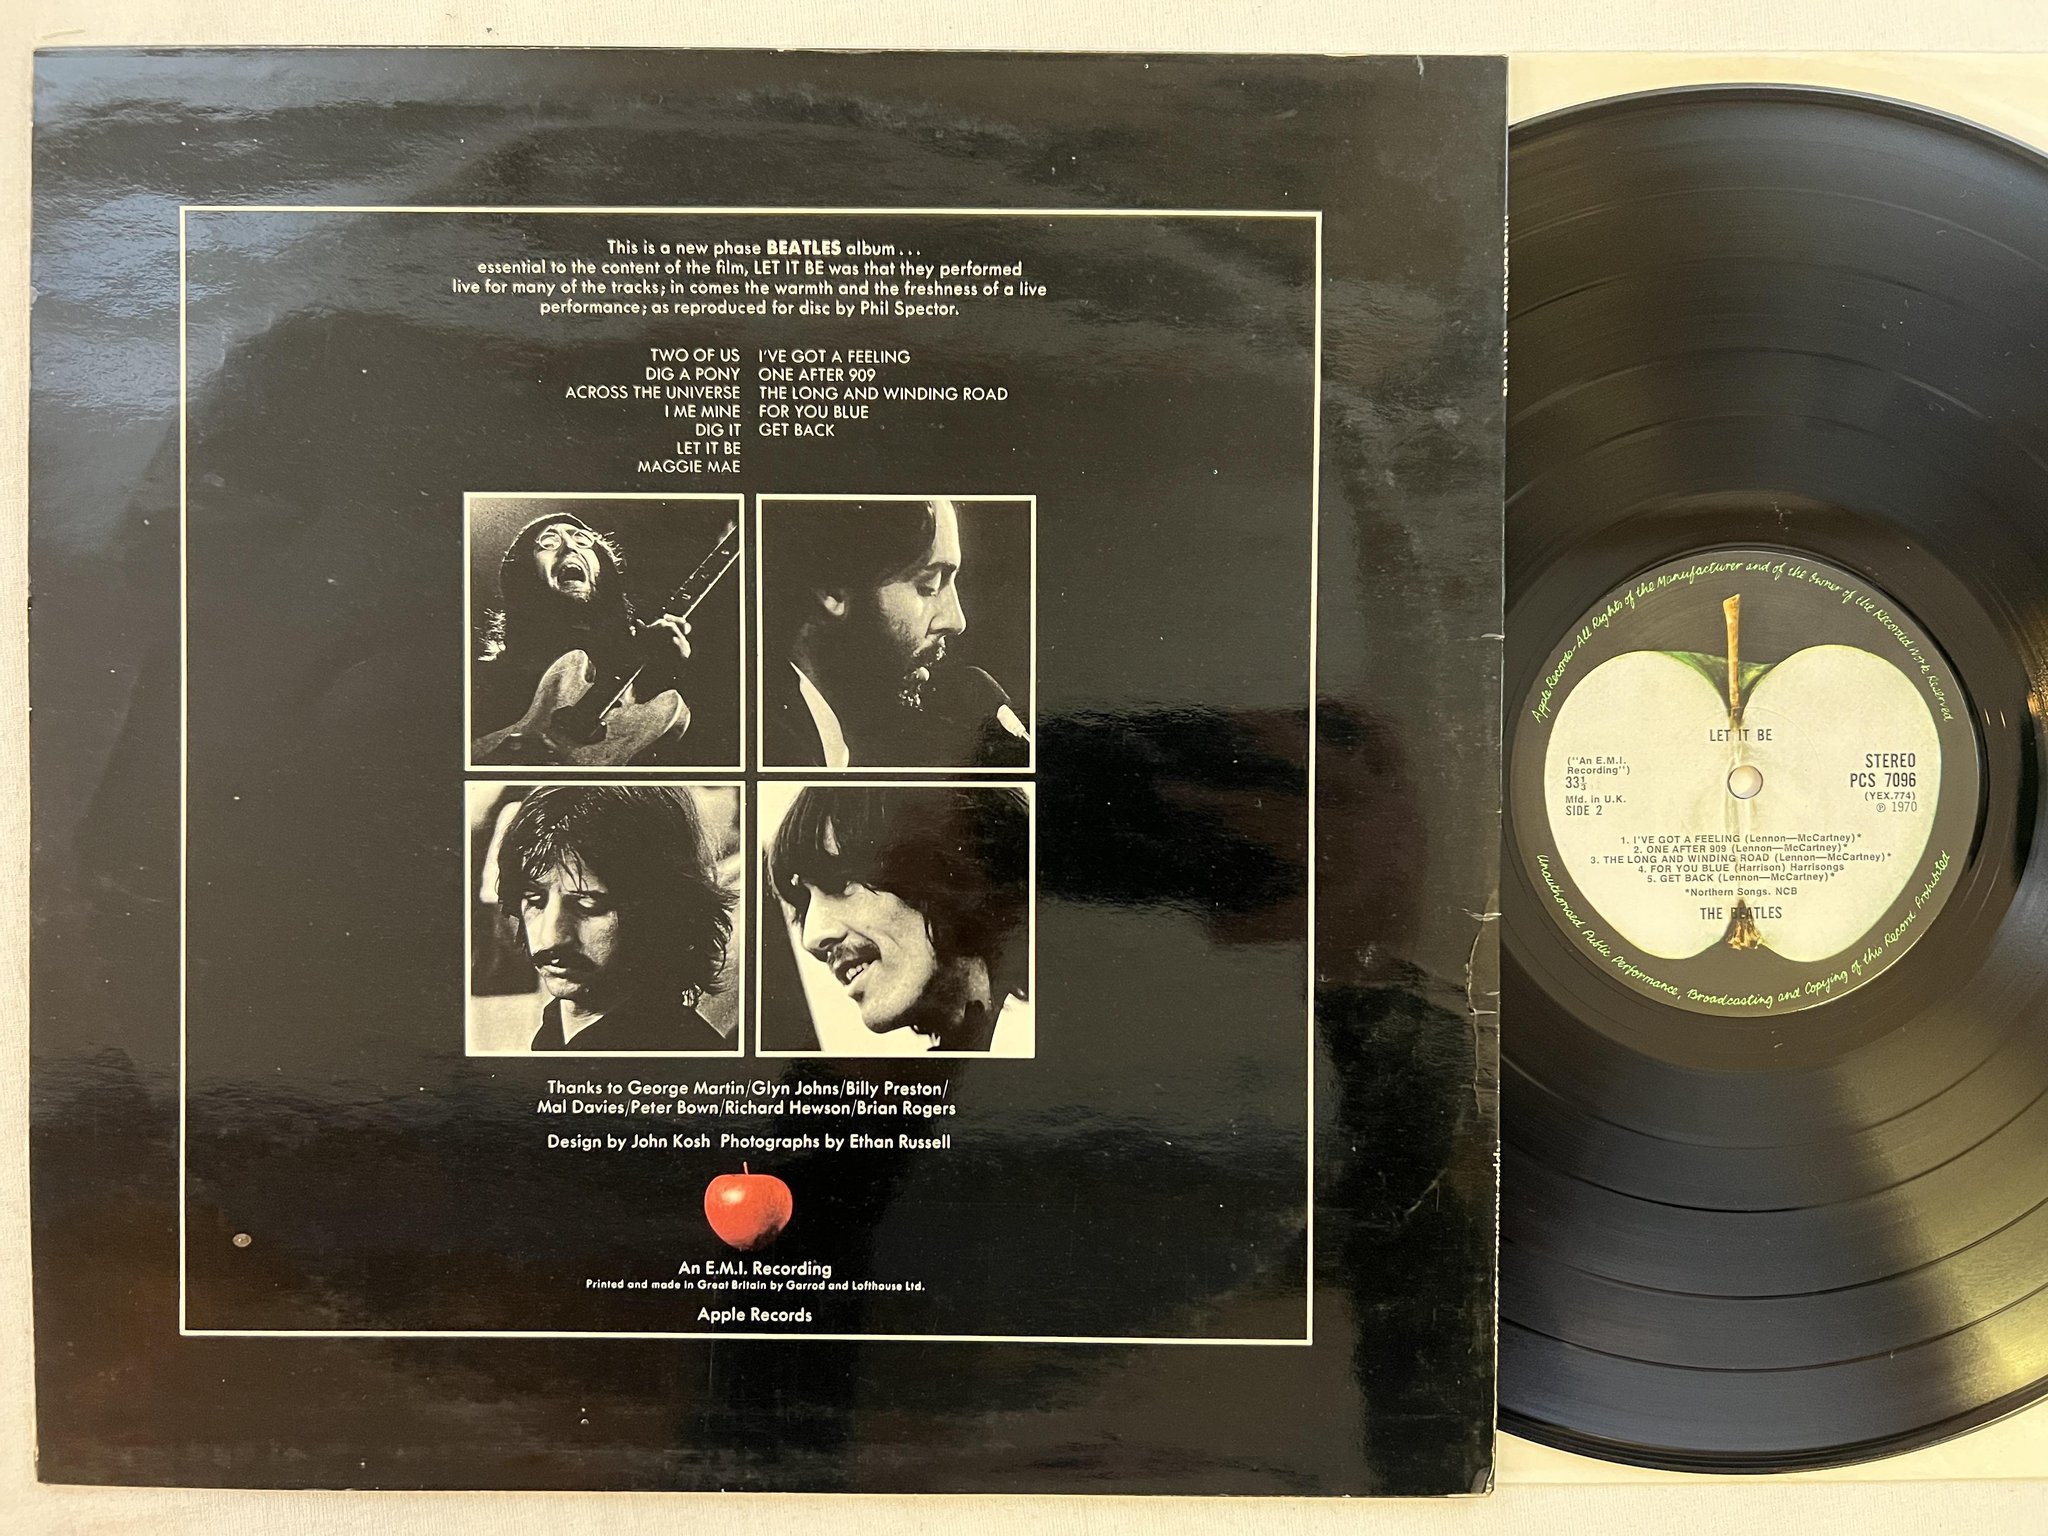 This is a new phase BEATLES album . . .
essential to the content of the film, LET IT BE was that they performed
live for many of the tracks; in comes the warmth and the freshness of a live
performance; as reproduced for disc by Phil Spector.
TWO OF US I'VE GOT A FEELING
DIG A PONY ONE AFTER 909
ACROSS THE UNIVERSE THE LONG AND WINDING ROAD
I ME MINE FOR YOU BLUE
DIG IT GET BACK
LET IT BE
MAGGIE MAE
Thanks to George Martin/Glyn Johns/Billy Preston/
Mal Davies/Peter Bown/Richard Hewson/Brian Rogers
Design by John Kosh Photographs by Ethan Russell
An E.M.I. Recording
Printed and made in Great Britain by Garrod and Lofthouse Ltd.
Apple Records
Apple Records-All Rights of the Manufacturer and of the Owner of the Recorded Work Reserved
LET IT BE
("An E.M.I.
Recording")
33 1/3
Mfd. in U.K.
SIDE 2
STEREO
PCS 7096
(YEX.774)
℗ 1970
1. I'VE GOT A FEELING (Lennon—McCartney)*
2. ONE AFTER 909 (Lennon—McCartney)*
3. THE LONG AND WINDING ROAD (Lennon—McCartney)*
4. FOR YOU BLUE (Harrison) Harrisongs
5. GET BACK (Lennon—McCartney)*
*Northern Songs. NCB
THE BEATLES
Unauthorised Public Performance, Broadcasting and Copying of this Record Prohibited